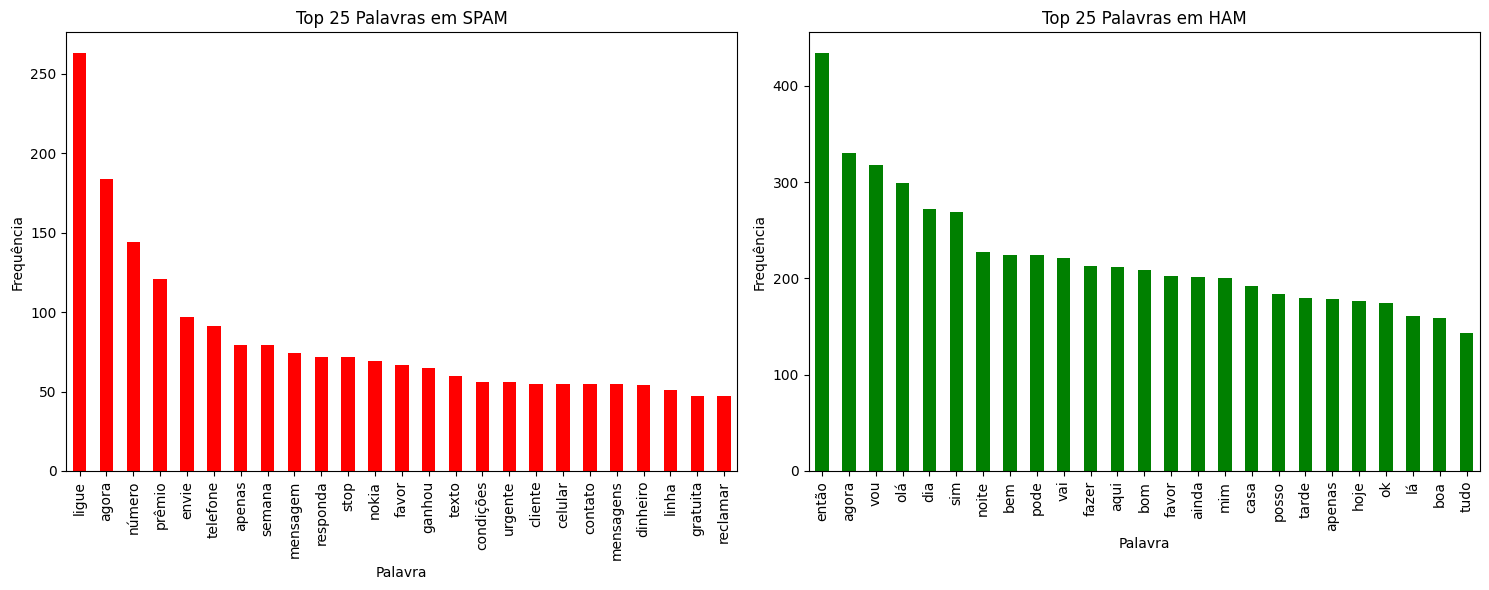 Top 25 Palavras em SPAM
Frequência
250
200
150
100
50
0
ligue
agora
número
prêmio
envie
telefone
apenas
semana
mensagem
responda
stop
nokia
favor
ganhou
texto
condições
urgente
cliente
celular
contato
mensagens
dinheiro
linha
gratuita
reclamar
Palavra
Top 25 Palavras em HAM
Frequência
400
300
200
100
0
então
agora
vou
olá
dia
sim
noite
bem
pode
vai
fazer
aqui
bom
favor
ainda
mim
casa
posso
tarde
apenas
hoje
ok
lá
boa
tudo
Palavra